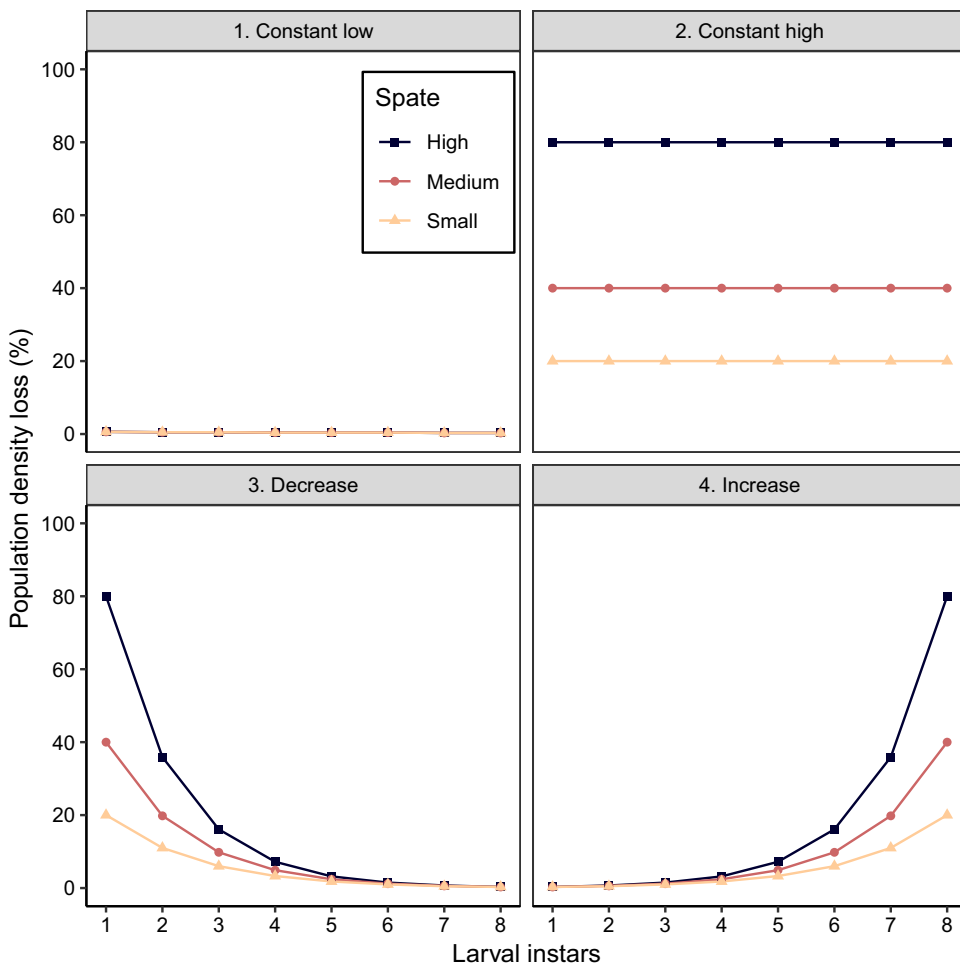 1. Constant low
2. Constant high
100
80
60
40
20
0
Spate
High
Medium
Small
Population density loss (%)
3. Decrease
4. Increase
100
80
60
40
20
0
1 2 3 4 5 6 7 8
1 2 3 4 5 6 7 8
Larval instars